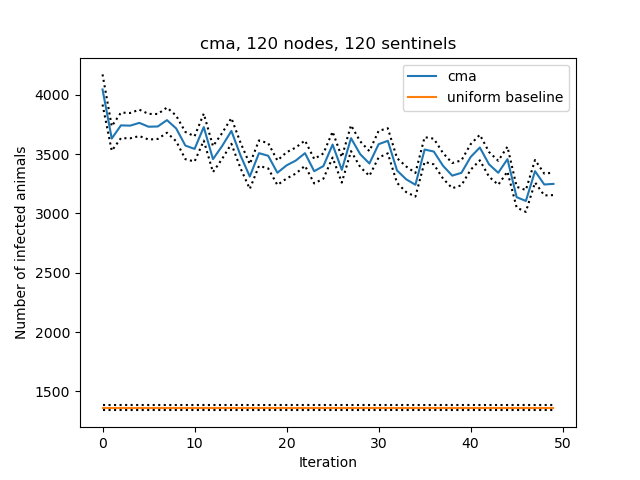 cma, 120 nodes, 120 sentinels
cma
uniform baseline
Number of infected animals
4000
3500
3000
2500
2000
1500
0
10
20
30
40
50
Iteration